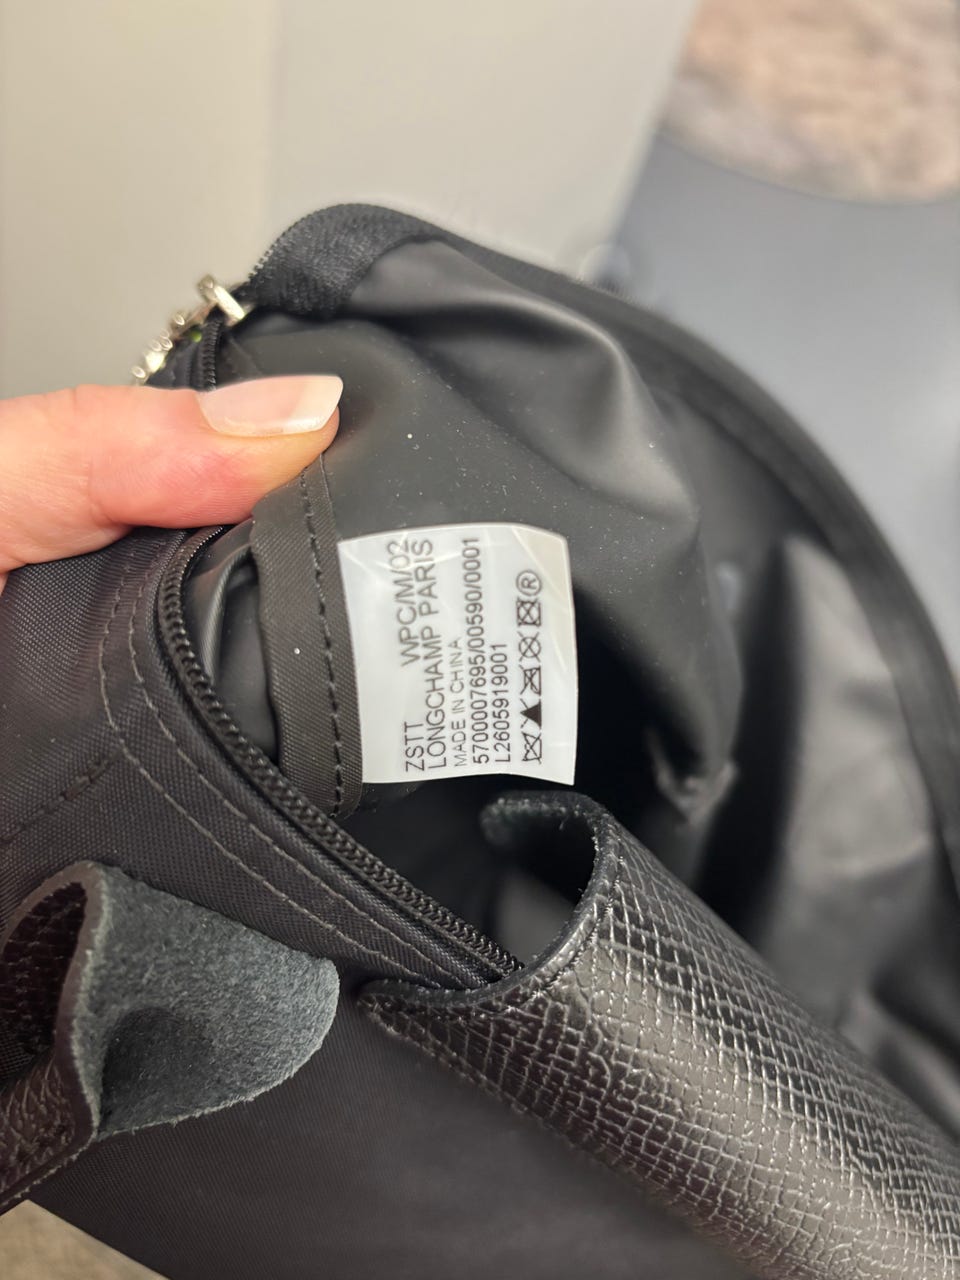 ZSTT WPC/M/02
LONGCHAMP PARIS
MADE IN CHINA
5700007695/00590/0001
L2605919001
®